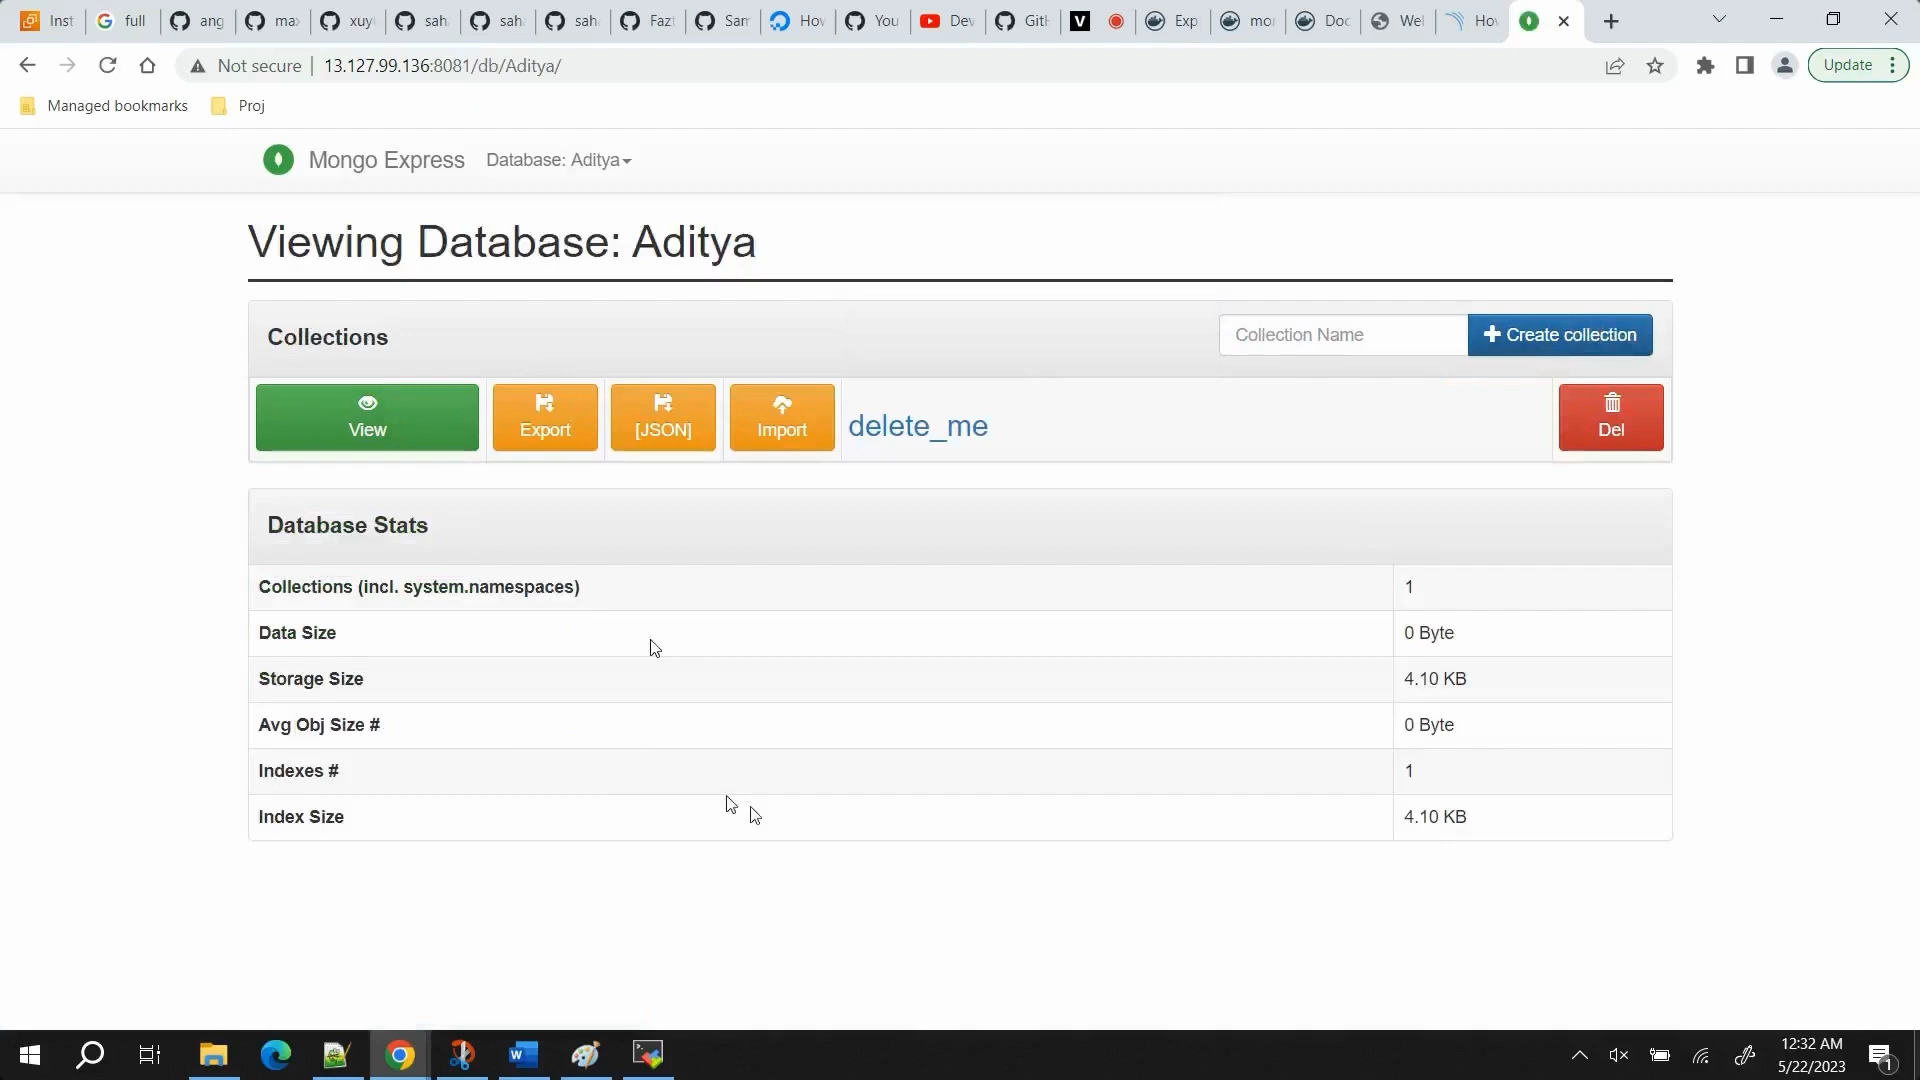 Inst
full
ang
ma
xuy
sah
sah
sah
Fazt
Sam
Hov
You
Dev
Gith
V
Exp
mo
Doc
Wel
Hov
Not secure
13.127.99.136:8081/db/Aditya/
Update
Managed bookmarks
Proj
Mongo Express
Database: Aditya
Viewing Database: Aditya
Collections
Collection Name
Create collection
View
Export
[JSON]
Import
delete_me
Del
Database Stats
Collections (incl. system.namespaces)
1
Data Size
0 Byte
Storage Size
4.10 KB
Avg Obj Size #
0 Byte
Indexes #
1
Index Size
4.10 KB
12:32 AM
5/22/2023
1